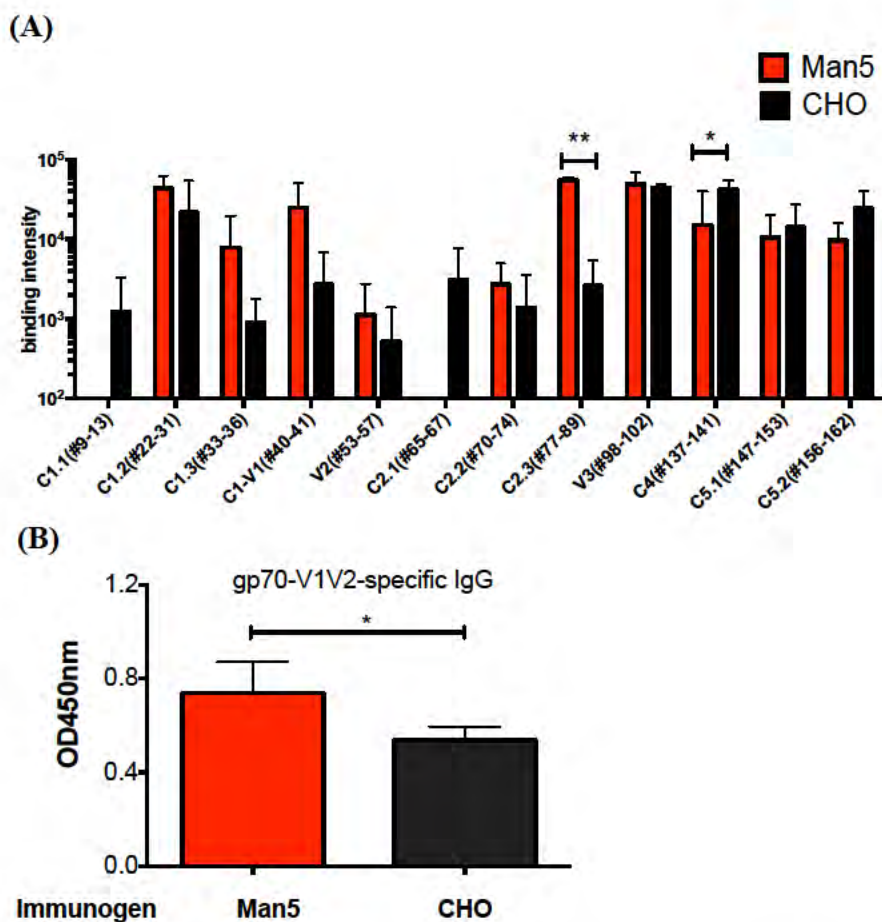 (A)
Man5
CHO
**
*
10^5
10^4
10^3
10^2
binding intensity
C1.1(#9-13)
C1.2(#22-31)
C1.3(#33-36)
C1-V1(#40-41)
V2(#53-57)
C2.1(#65-67)
C2.2(#70-74)
C2.3(#77-89)
V3(#98-102)
C4(#137-141)
C5.1(#147-153)
C5.2(#156-162)
(B)
gp70-V1V2-specific IgG
*
1.2
0.8
0.4
0.0
OD450nm
Immunogen Man5 CHO